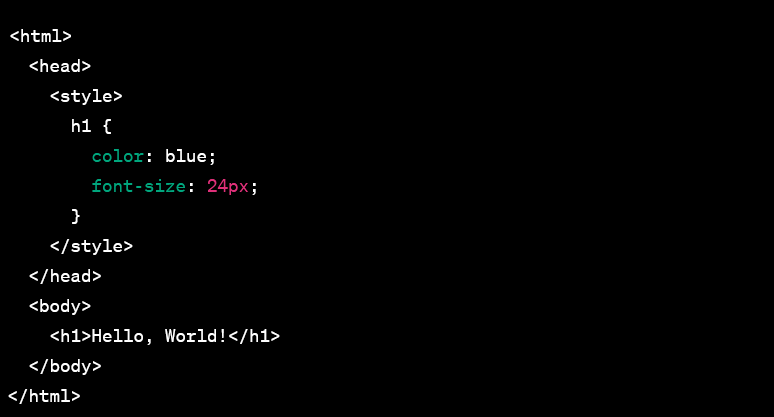 <html>
  <head>
    <style>
      h1 {
        color: blue;
        font-size: 24px;
      }
    </style>
  </head>
  <body>
    <h1>Hello, World!</h1>
  </body>
</html>